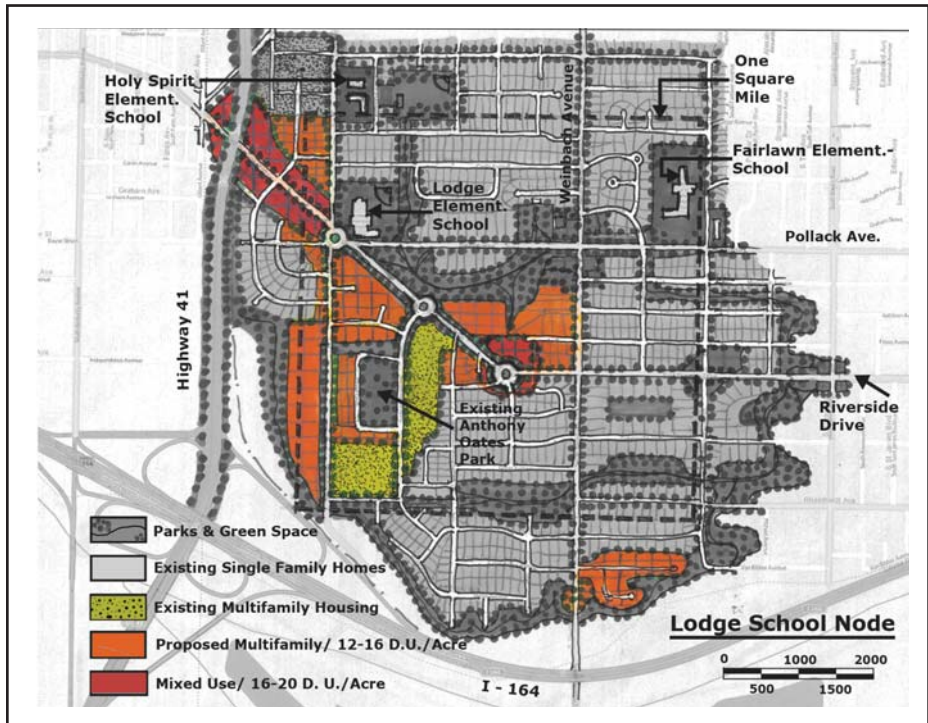 Holy Spirit
Element.
School
One
Square
Mile
Weinbach Avenue
Fairlawn Element.-
School
Lodge
Element.
School
Pollack Ave.
Highway 41
Existing
Anthony
Oates
Park
Riverside
Drive
Parks & Green Space
Existing Single Family Homes
Existing Multifamily Housing
Proposed Multifamily/ 12-16 D.U./Acre
Mixed Use/ 16-20 D. U./Acre
Lodge School Node
0 1000 2000
500 1500
I - 164